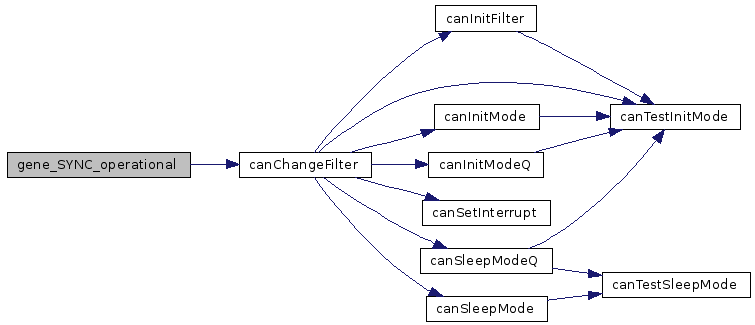 gene_SYNC_operational
canChangeFilter
canInitFilter
canInitMode
canInitModeQ
canSetInterrupt
canSleepModeQ
canSleepMode
canTestInitMode
canTestSleepMode